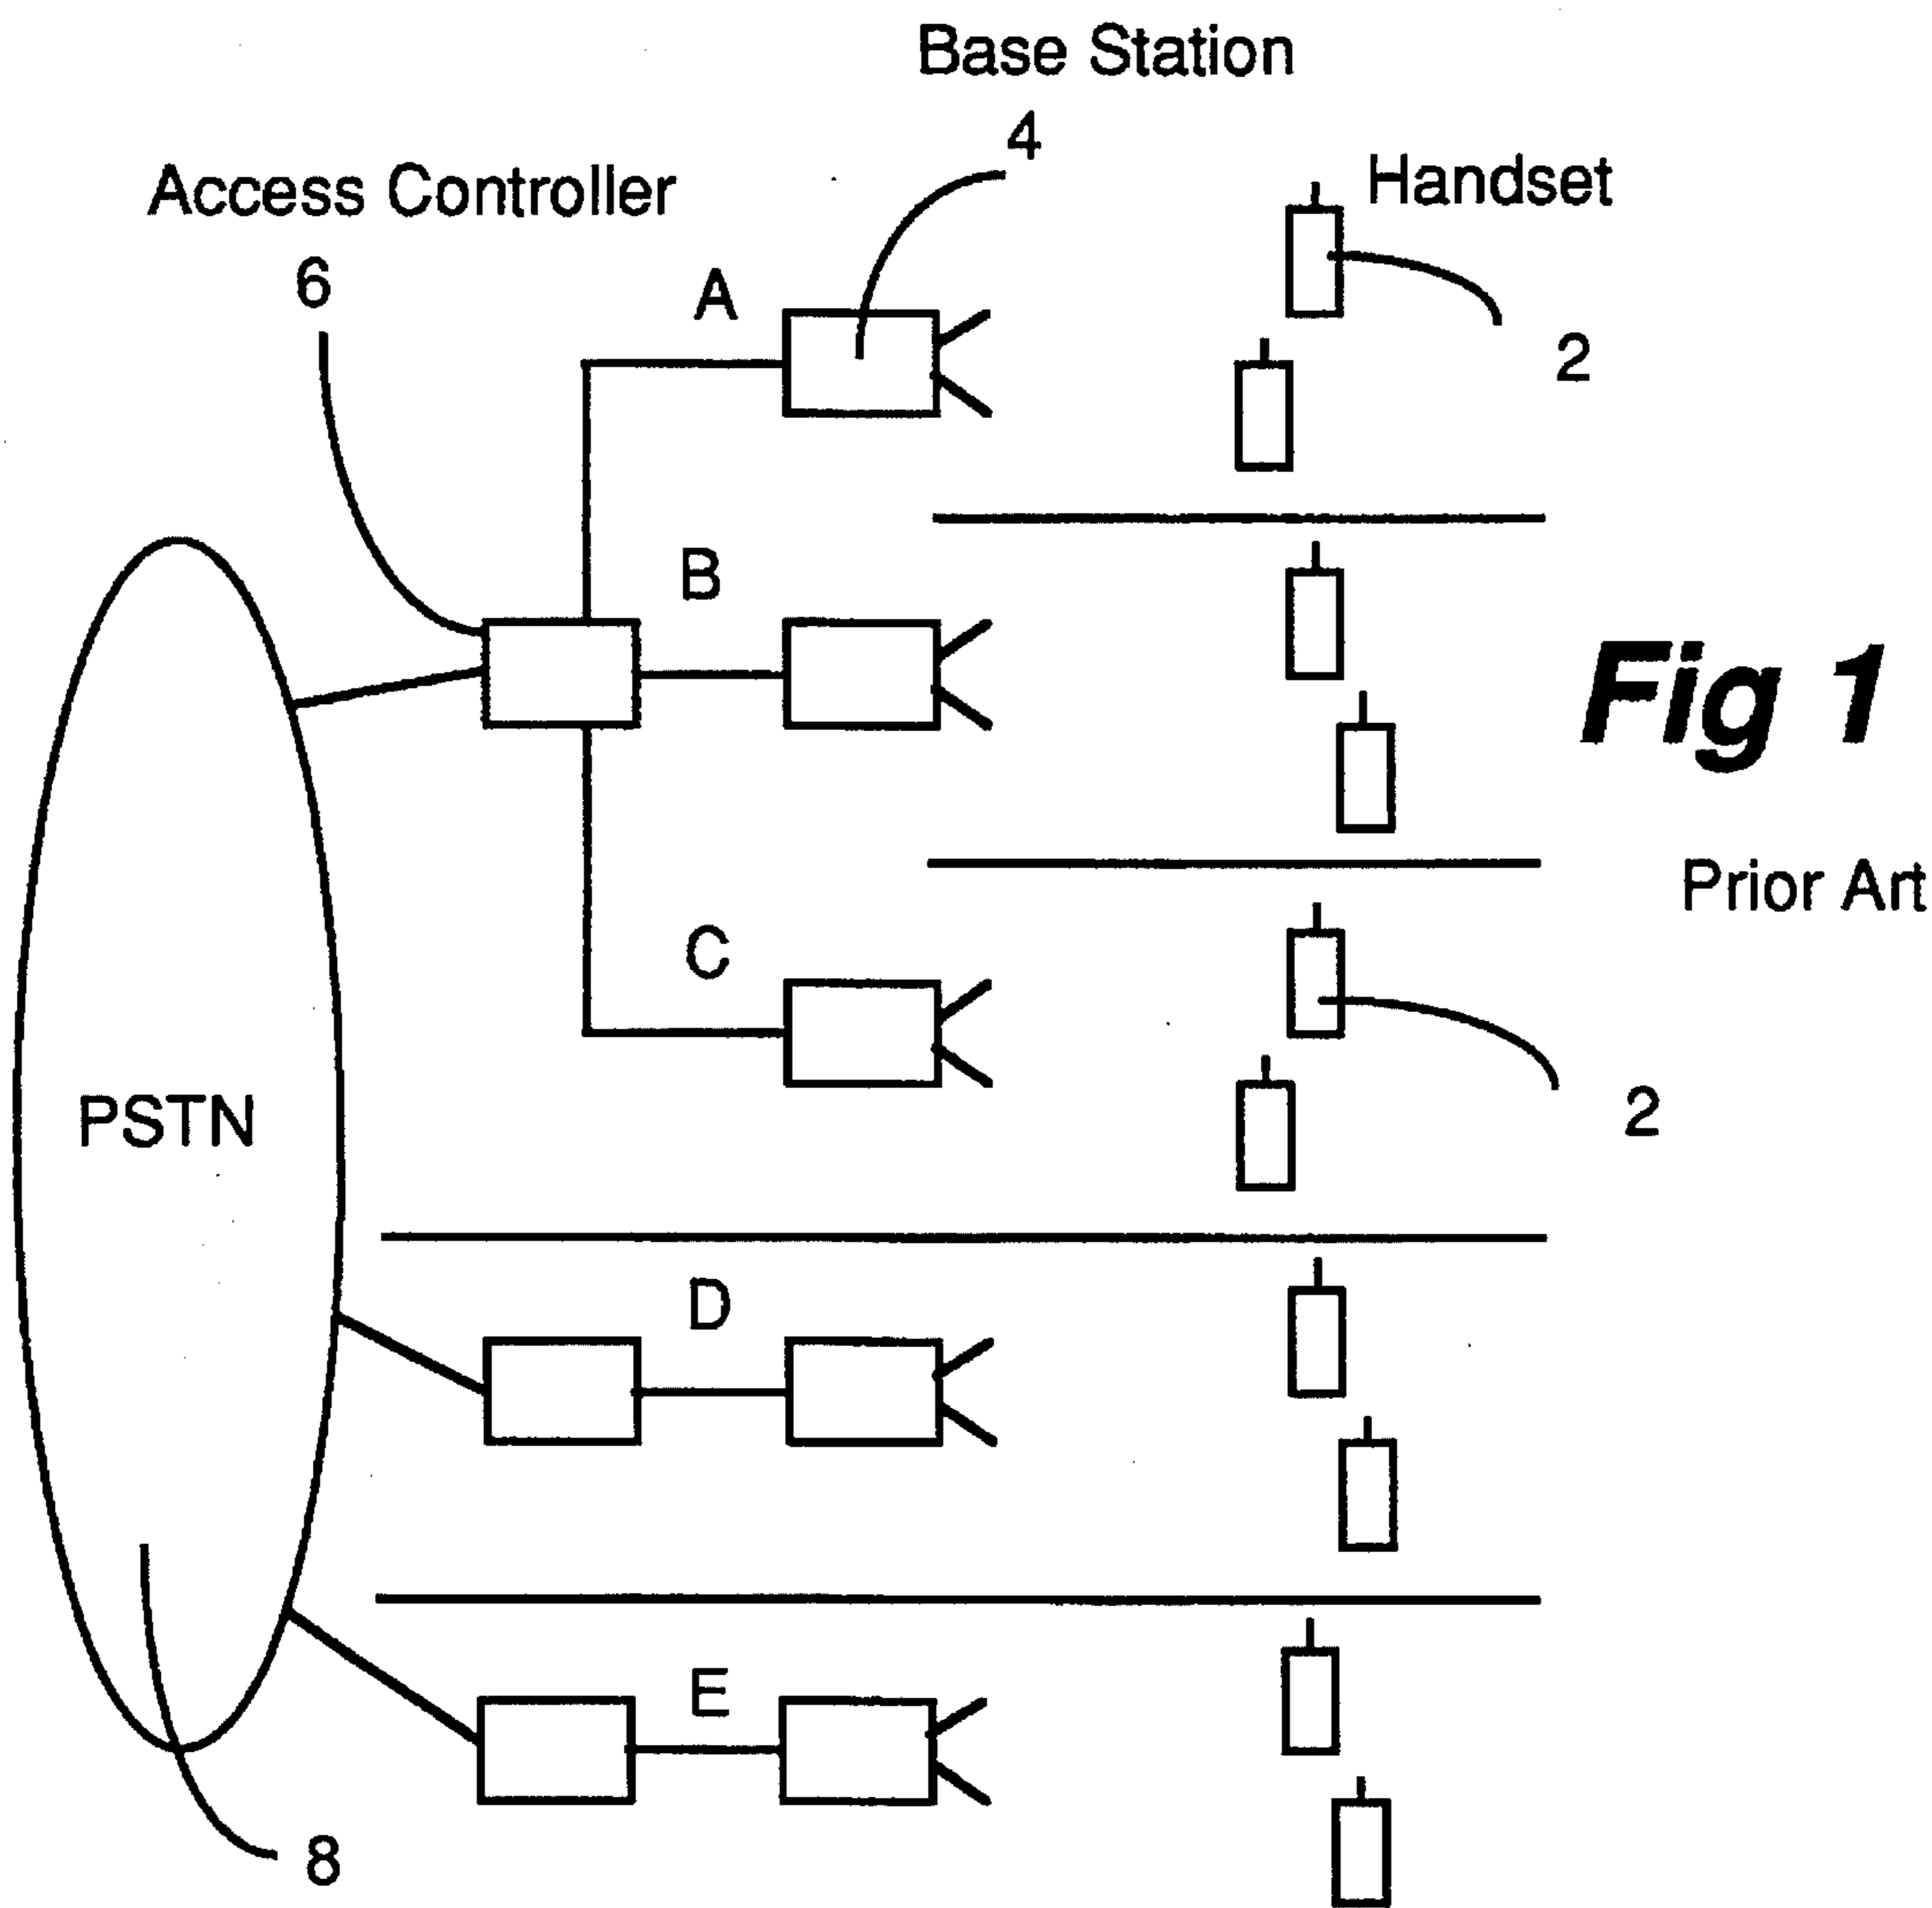 Base Station
4
Access Controller
Handset
6
A
2
B
Fig 1
Prior Art
C
PSTN
2
D
E
8